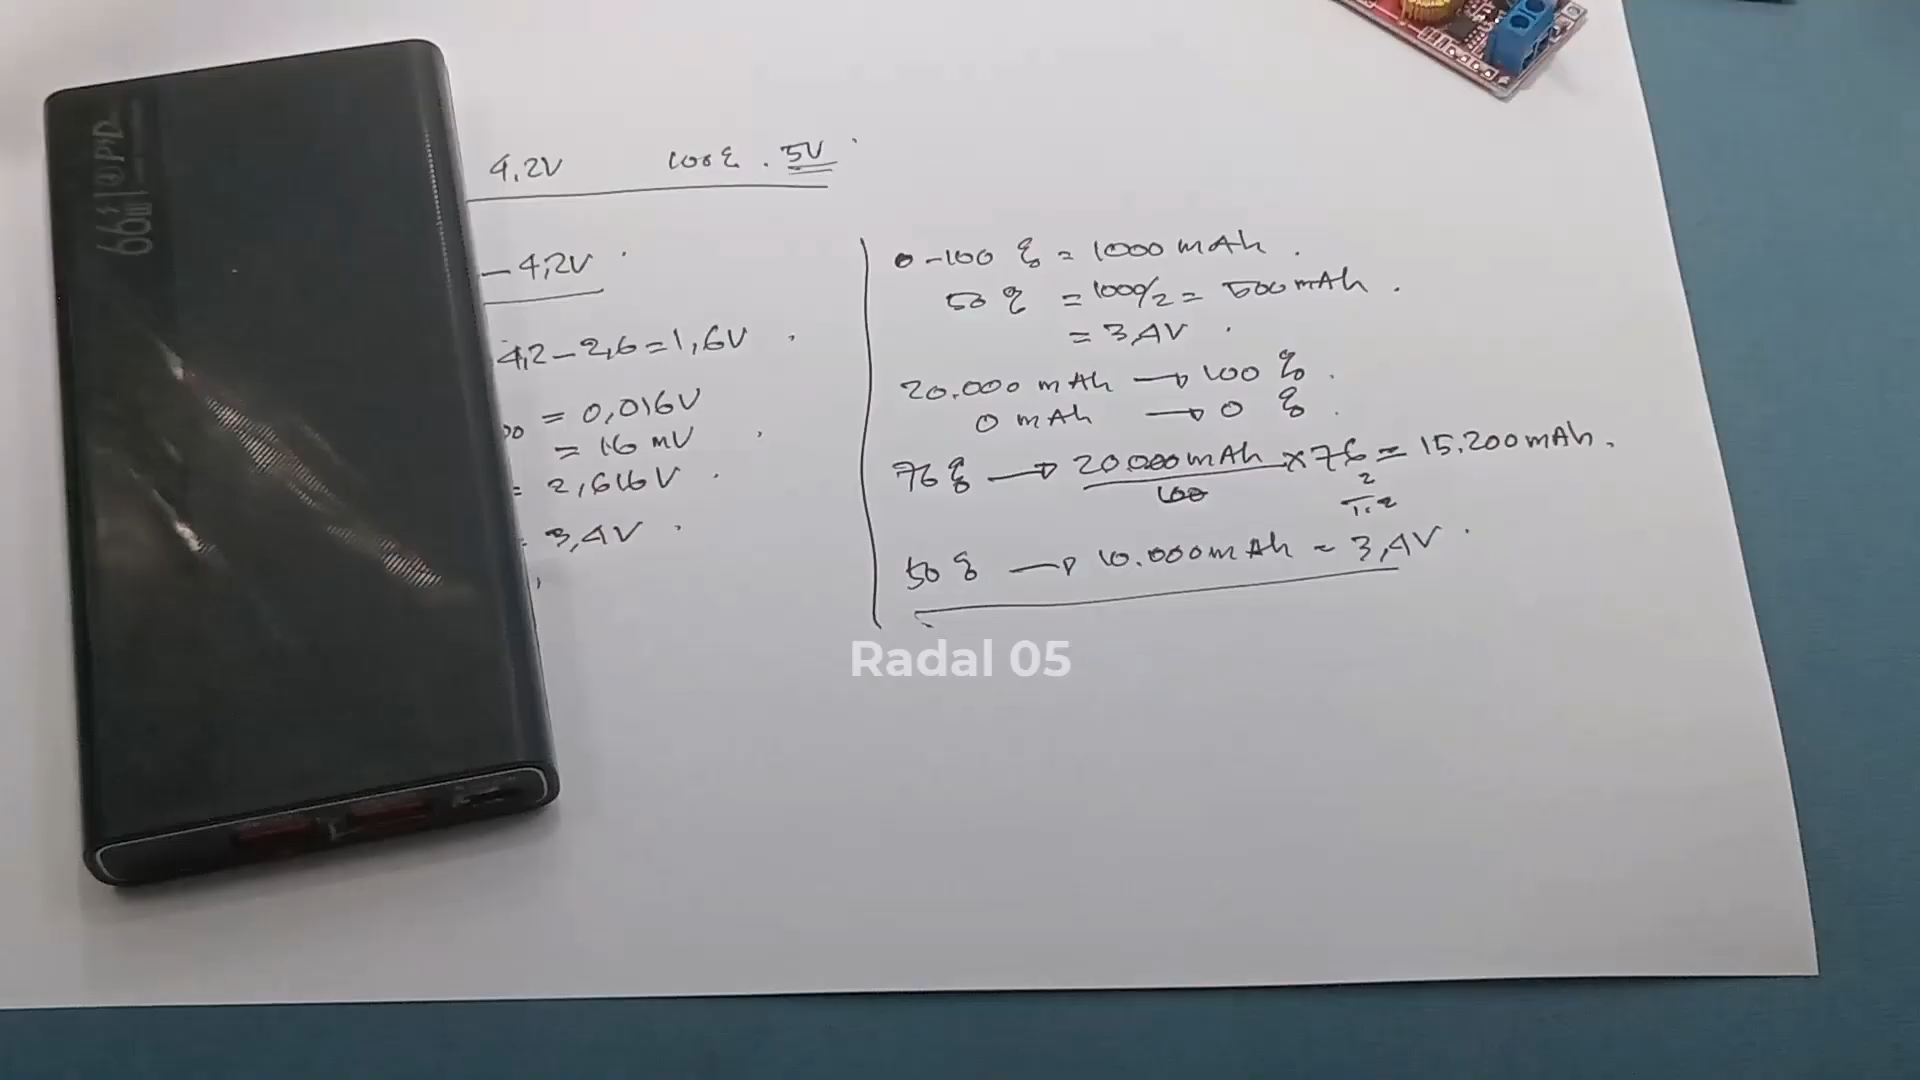 4.2V 100% . 5V
– 4,2V
4,2 – 2,6 = 1,6V
= 0,016V
= 16 mV
= 2,616V
= 3,4V
0 – 100 % = 1000 mAh
50 % = 1000/2 = 500 mAh
= 3,4V
20.000 mAh → 100 %
0 mAh → 0 %
76 % → 20.000 mAh × 76 = 15.200 mAh
100
50 % → 10.000 mAh = 3,4V
Radal 05
66 PD